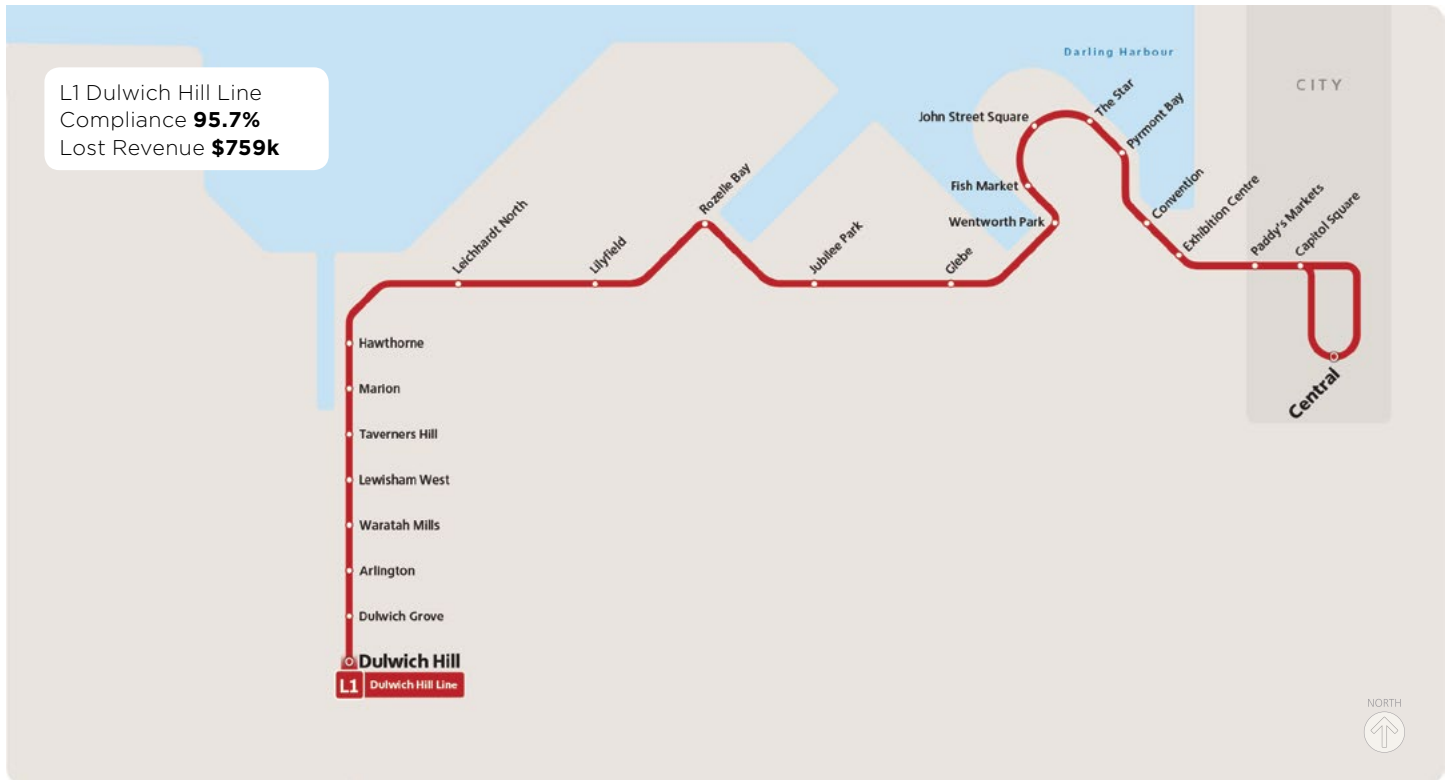 L1 Dulwich Hill Line
Compliance 95.7%
Lost Revenue $759k
Darling Harbour
CITY
The Star
John Street Square
Pyrmont Bay
Fish Market
Wentworth Park
Convention
Exhibition Centre
Paddy's Markets
Capitol Square
Rozelle Bay
Leichhardt North
Lilyfield
Jubilee Park
Glebe
Hawthorne
Marion
Central
Taverners Hill
Lewisham West
Waratah Mills
Arlington
Dulwich Grove
Dulwich Hill
L1 Dulwich Hill Line
NORTH